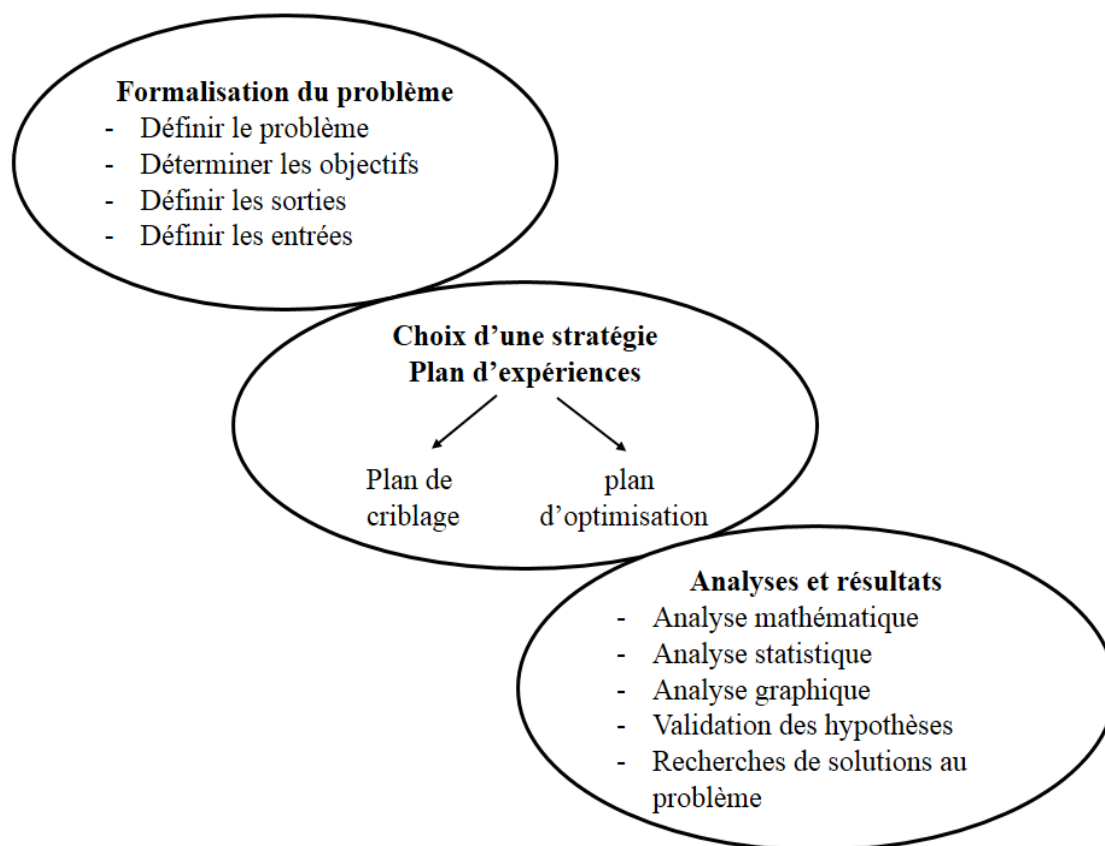 Formalisation du problème
- Définir le problème
- Déterminer les objectifs
- Définir les sorties
- Définir les entrées
Choix d’une stratégie
Plan d’expériences
Plan de
criblage
plan
d’optimisation
Analyses et résultats
- Analyse mathématique
- Analyse statistique
- Analyse graphique
- Validation des hypothèses
- Recherches de solutions au
problème